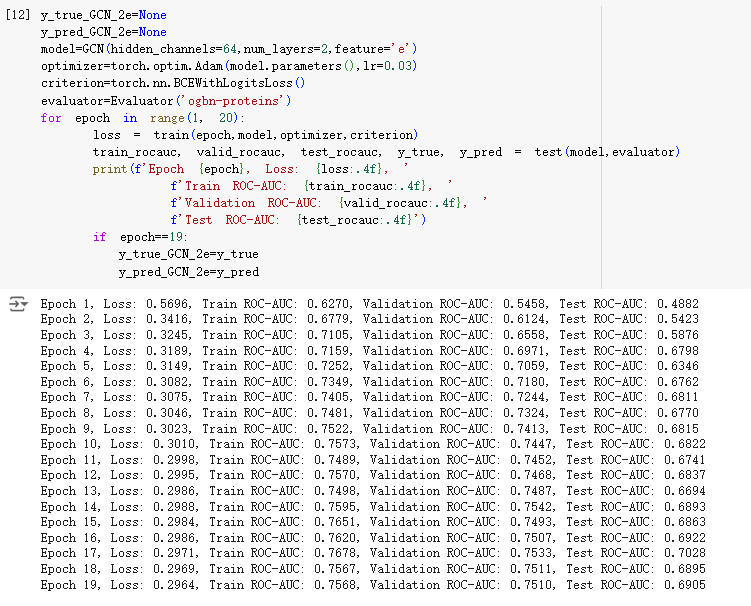 [12] y_true_GCN_2e=None
y_pred_GCN_2e=None
model=GCN(hidden_channels=64,num_layers=2,feature='e')
optimizer=torch.optim.Adam(model.parameters(),lr=0.03)
criterion=torch.nn.BCEWithLogitsLoss()
evaluator=Evaluator('ogbn-proteins')
for epoch in range(1, 20):
loss = train(epoch,model,optimizer,criterion)
train_rocauc, valid_rocauc, test_rocauc, y_true, y_pred = test(model,evaluator)
print(f'Epoch {epoch}, Loss: {loss:.4f}, '
f'Train ROC-AUC: {train_rocauc:.4f}, '
f'Validation ROC-AUC: {valid_rocauc:.4f}, '
f'Test ROC-AUC: {test_rocauc:.4f}')
if epoch==19:
y_true_GCN_2e=y_true
y_pred_GCN_2e=y_pred
Epoch 1, Loss: 0.5696, Train ROC-AUC: 0.6270, Validation ROC-AUC: 0.5458, Test ROC-AUC: 0.4882
Epoch 2, Loss: 0.3416, Train ROC-AUC: 0.6779, Validation ROC-AUC: 0.6124, Test ROC-AUC: 0.5423
Epoch 3, Loss: 0.3245, Train ROC-AUC: 0.7105, Validation ROC-AUC: 0.6558, Test ROC-AUC: 0.5876
Epoch 4, Loss: 0.3189, Train ROC-AUC: 0.7159, Validation ROC-AUC: 0.6971, Test ROC-AUC: 0.6798
Epoch 5, Loss: 0.3149, Train ROC-AUC: 0.7252, Validation ROC-AUC: 0.7059, Test ROC-AUC: 0.6346
Epoch 6, Loss: 0.3082, Train ROC-AUC: 0.7349, Validation ROC-AUC: 0.7180, Test ROC-AUC: 0.6762
Epoch 7, Loss: 0.3075, Train ROC-AUC: 0.7405, Validation ROC-AUC: 0.7244, Test ROC-AUC: 0.6811
Epoch 8, Loss: 0.3046, Train ROC-AUC: 0.7481, Validation ROC-AUC: 0.7324, Test ROC-AUC: 0.6770
Epoch 9, Loss: 0.3023, Train ROC-AUC: 0.7522, Validation ROC-AUC: 0.7413, Test ROC-AUC: 0.6815
Epoch 10, Loss: 0.3010, Train ROC-AUC: 0.7573, Validation ROC-AUC: 0.7447, Test ROC-AUC: 0.6822
Epoch 11, Loss: 0.2998, Train ROC-AUC: 0.7489, Validation ROC-AUC: 0.7452, Test ROC-AUC: 0.6741
Epoch 12, Loss: 0.2995, Train ROC-AUC: 0.7570, Validation ROC-AUC: 0.7468, Test ROC-AUC: 0.6837
Epoch 13, Loss: 0.2986, Train ROC-AUC: 0.7498, Validation ROC-AUC: 0.7487, Test ROC-AUC: 0.6694
Epoch 14, Loss: 0.2988, Train ROC-AUC: 0.7595, Validation ROC-AUC: 0.7542, Test ROC-AUC: 0.6893
Epoch 15, Loss: 0.2984, Train ROC-AUC: 0.7651, Validation ROC-AUC: 0.7493, Test ROC-AUC: 0.6863
Epoch 16, Loss: 0.2986, Train ROC-AUC: 0.7620, Validation ROC-AUC: 0.7507, Test ROC-AUC: 0.6922
Epoch 17, Loss: 0.2971, Train ROC-AUC: 0.7678, Validation ROC-AUC: 0.7533, Test ROC-AUC: 0.7028
Epoch 18, Loss: 0.2969, Train ROC-AUC: 0.7567, Validation ROC-AUC: 0.7511, Test ROC-AUC: 0.6895
Epoch 19, Loss: 0.2964, Train ROC-AUC: 0.7568, Validation ROC-AUC: 0.7510, Test ROC-AUC: 0.6905